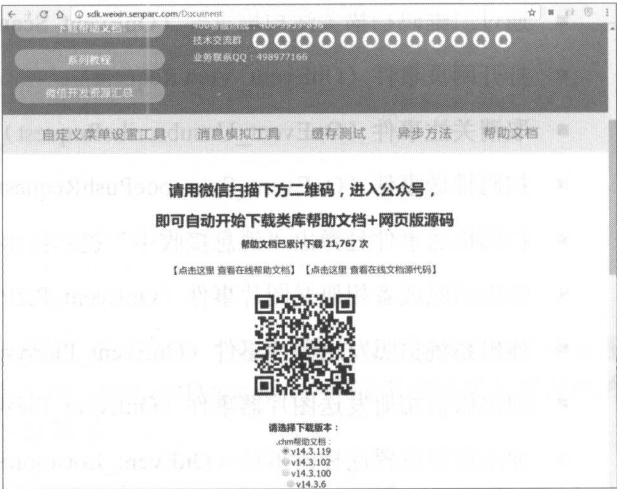 sdk.weixin.senparc.com/Document
下载帮助文档
技术交流群
系列教程
业务联系QQ：498977166
微信开发资源汇总
自定义菜单设置工具 消息模拟工具 缓存测试 异步方法 帮助文档
请用微信扫描下方二维码，进入公众号，
即可自动开始下载类库帮助文档+网页版源码
帮助文档已累计下载 21,767 次
【点击这里 查看在线帮助文档】 【点击这里 查看在线文档源代码】
请选择下载版本：
.chm帮助文档：
v14.3.119
v14.3.102
v14.3.100
v14.3.6